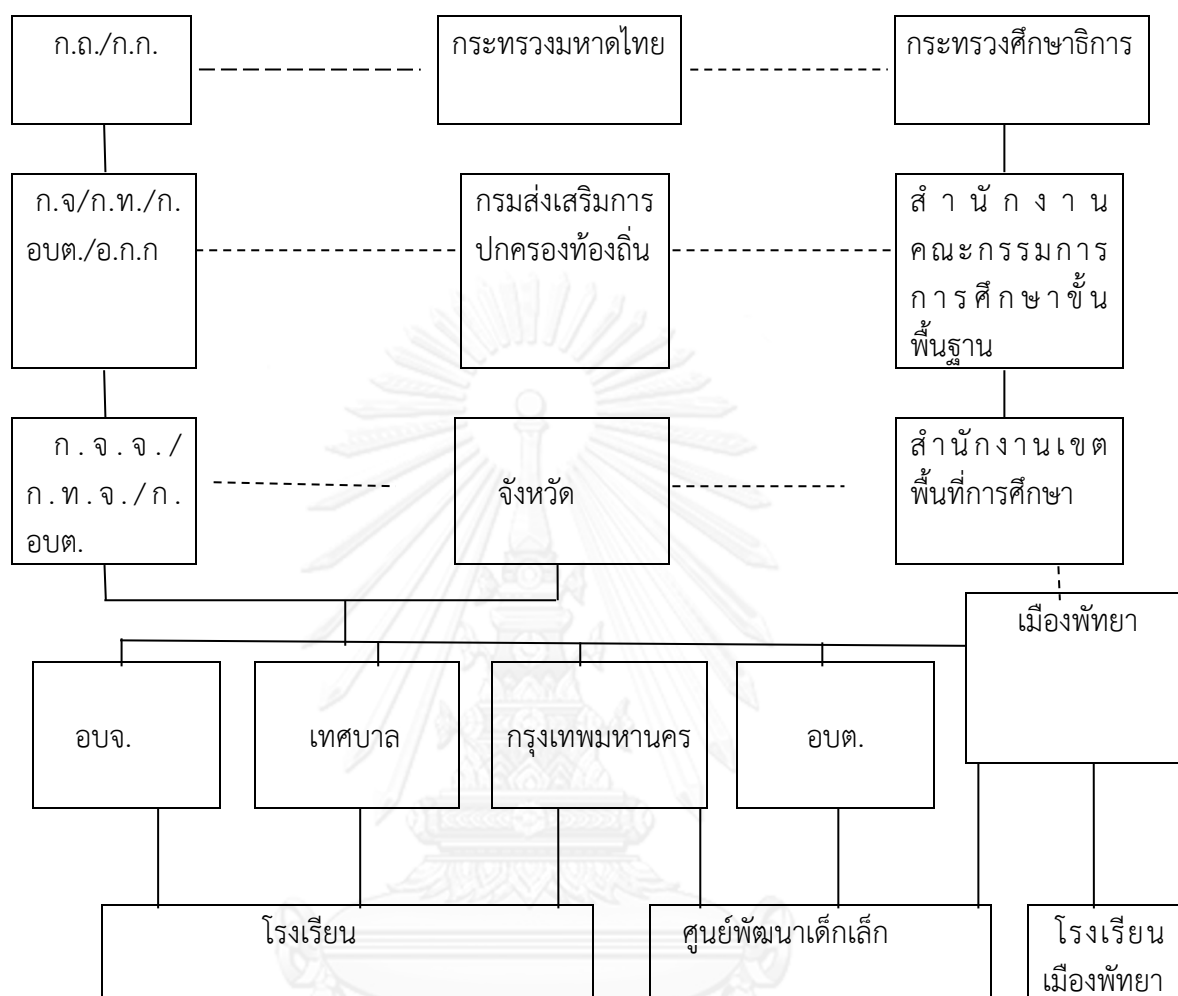 ก.ถ./ก.ก.
กระทรวงมหาดไทย
กระทรวงศึกษาธิการ
ก.จ/ก.ท./ก.
อบต./อ.ก.ก
กรมส่งเสริมการ
ปกครองท้องถิ่น
สำนักงาน
คณะกรรมการ
การศึกษาขั้น
พื้นฐาน
ก.จ.จ./
ก.ท.จ./ก.
อบต.
จังหวัด
สำนักงานเขต
พื้นที่การศึกษา
เมืองพัทยา
อบจ.
เทศบาล
กรุงเทพมหานคร
อบต.
โรงเรียน
ศูนย์พัฒนาเด็กเล็ก
โรงเรียน
เมืองพัทยา